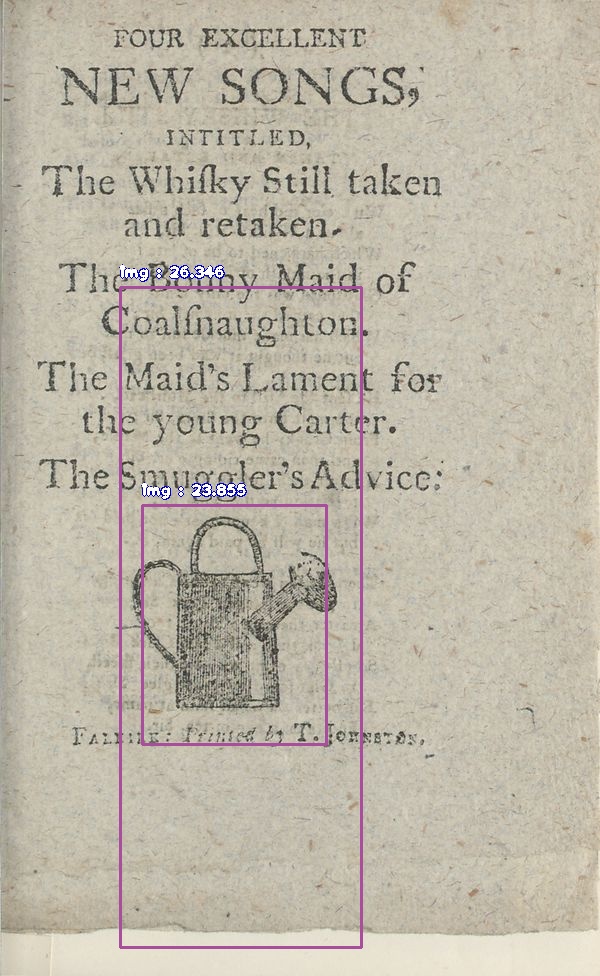 FOUR EXCELLENT
NEW SONGS,
INTITLED,
The Whiſky Still taken
and retaken.
The Bonny Maid of
img : 26.346
Coalſnaughton.
The Maid's Lament for
the young Carter.
The Smuggler's Advice:
img : 23.855
FALKIRK: Printed by T. JOHNSTON.